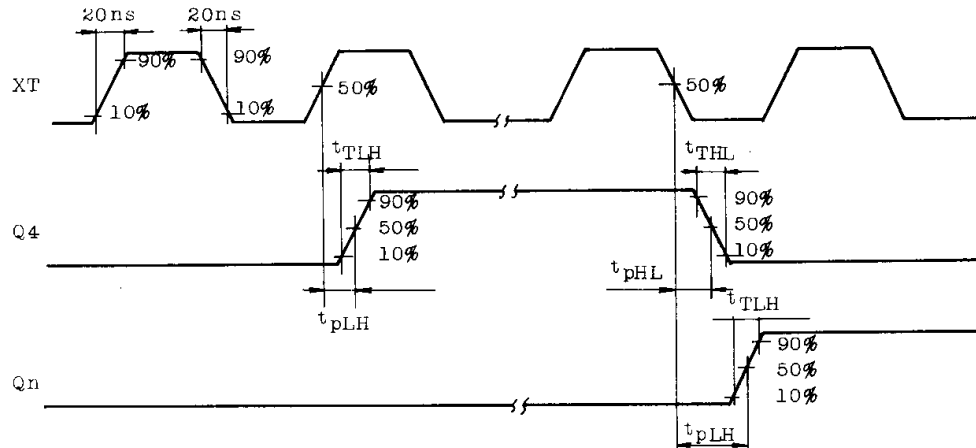 20ns 20ns
XT 90% 90% 50% 50%
10% 10%
tTLH tTHL
90% 90%
Q4 50% 50%
10% 10%
tpHL
tpLH tTLH
90%
Qn 50%
10%
tpLH